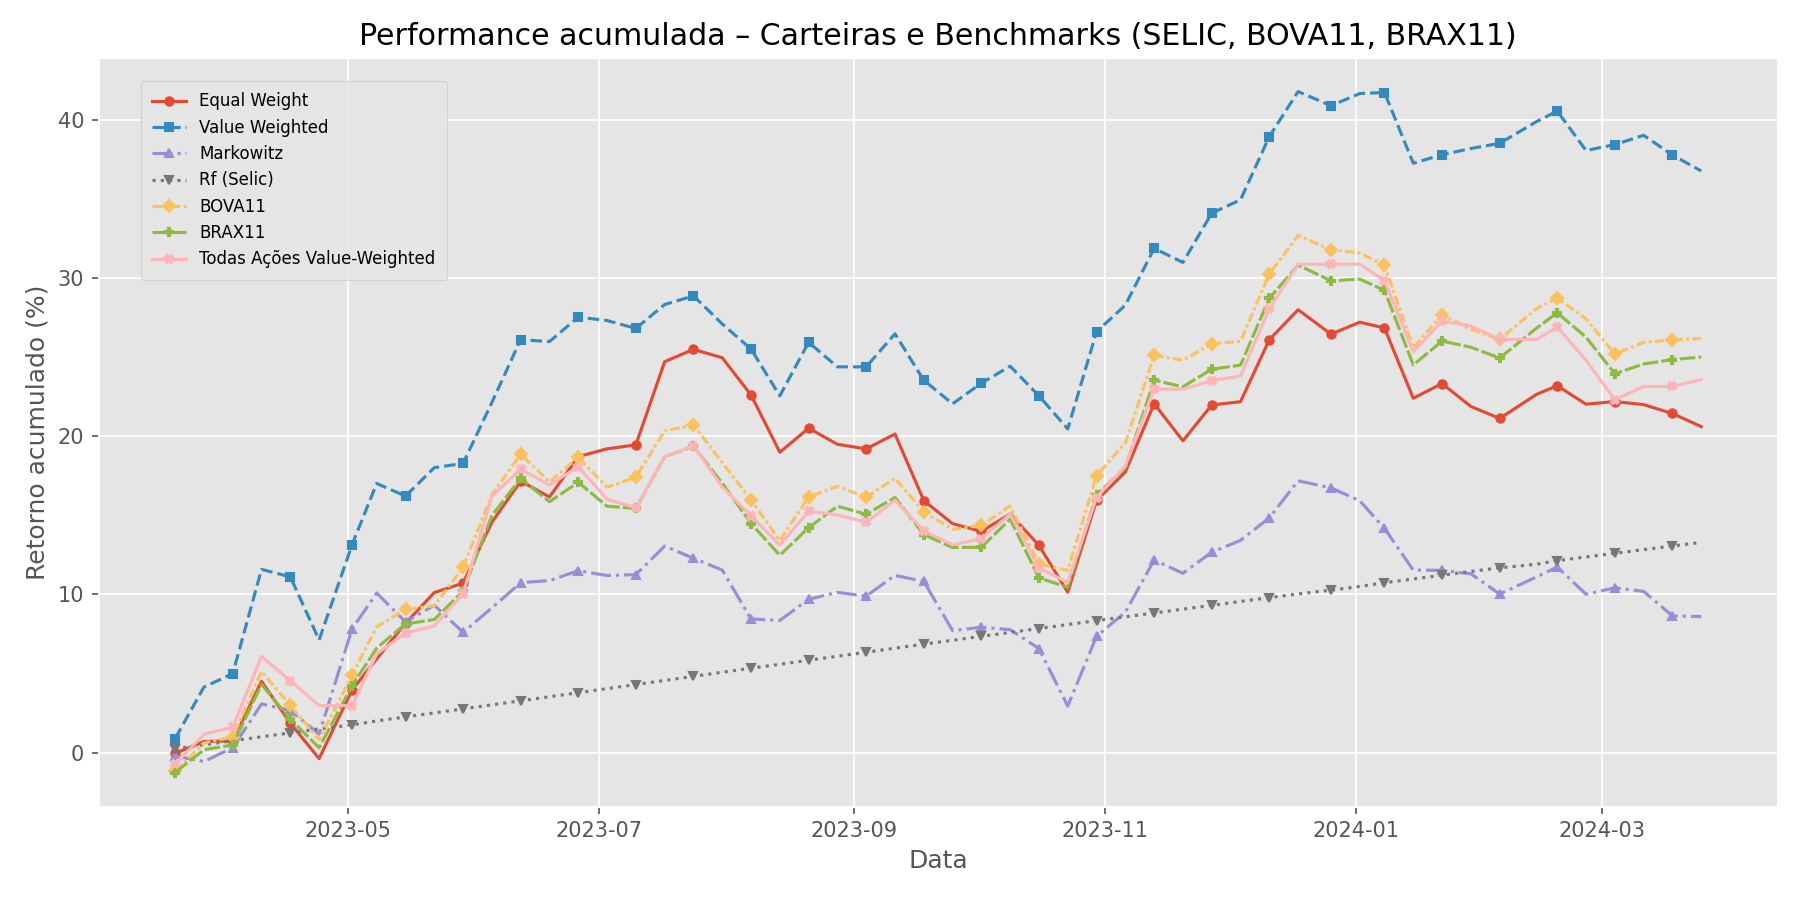 Performance acumulada – Carteiras e Benchmarks (SELIC, BOVA11, BRAX11)
Equal Weight
Value Weighted
Markowitz
Rf (Selic)
BOVA11
BRAX11
Todas Ações Value-Weighted
Retorno acumulado (%)
40
30
20
10
0
2023-05 2023-07 2023-09 2023-11 2024-01 2024-03
Data